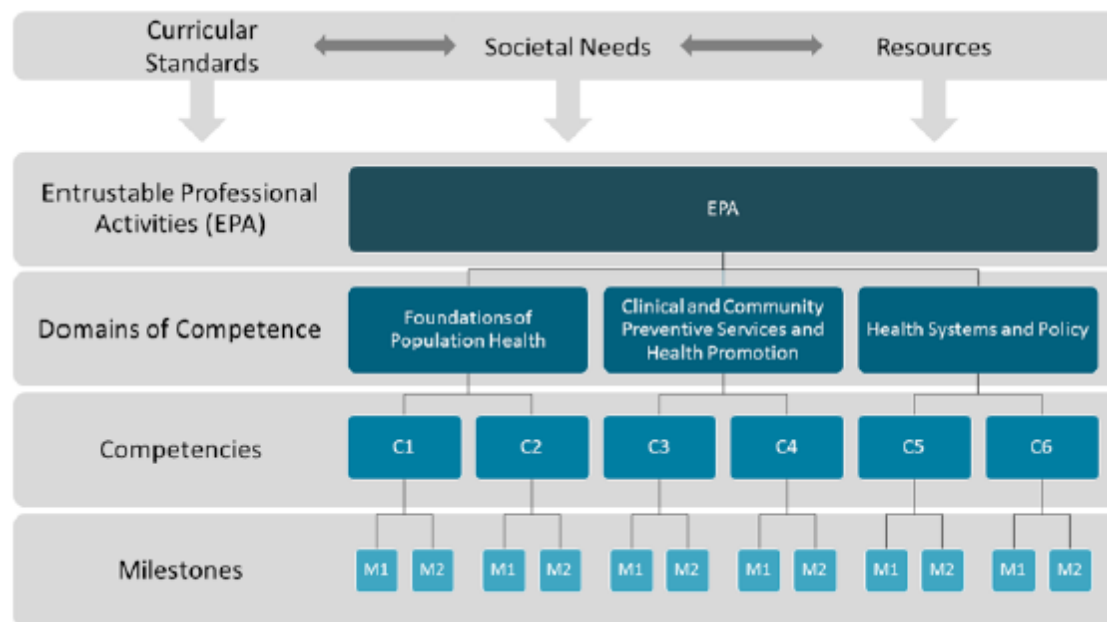 Curricular
Standards
Societal Needs
Resources
Entrustable Professional
Activities (EPA)
EPA
Domains of Competence
Foundations of
Population Health
Clinical and Community
Preventive Services and
Health Promotion
Health Systems and Policy
Competencies
C1
C2
C3
C4
C5
C6
Milestones
M1
M2
M1
M2
M1
M2
M1
M2
M1
M2
M1
M2